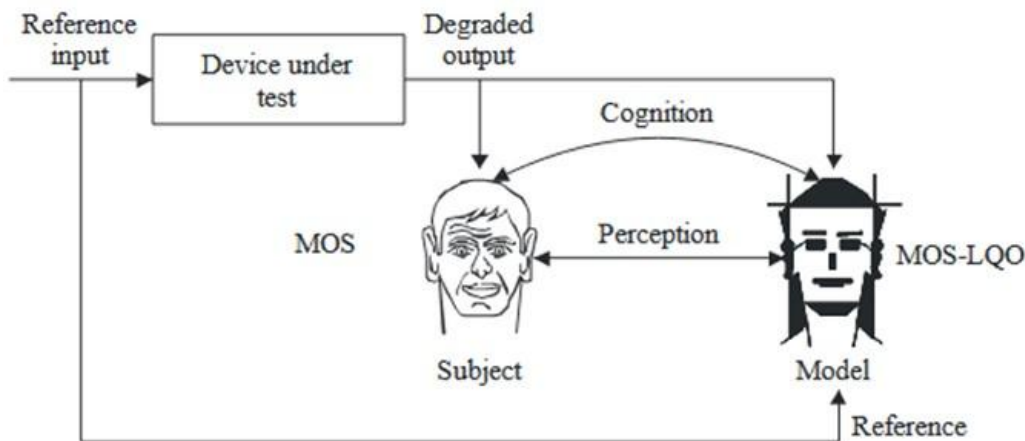 Reference
input
Device under
test
Degraded
output
Cognition
MOS
Perception
MOS-LQO
Subject
Model
Reference